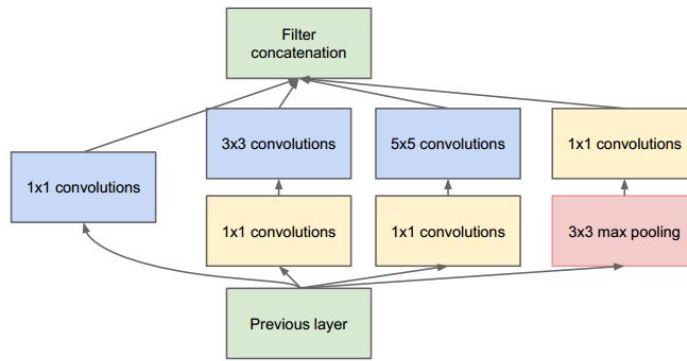 Filter
concatenation
3x3 convolutions
5x5 convolutions
1x1 convolutions
1x1 convolutions
1x1 convolutions
1x1 convolutions
3x3 max pooling
Previous layer